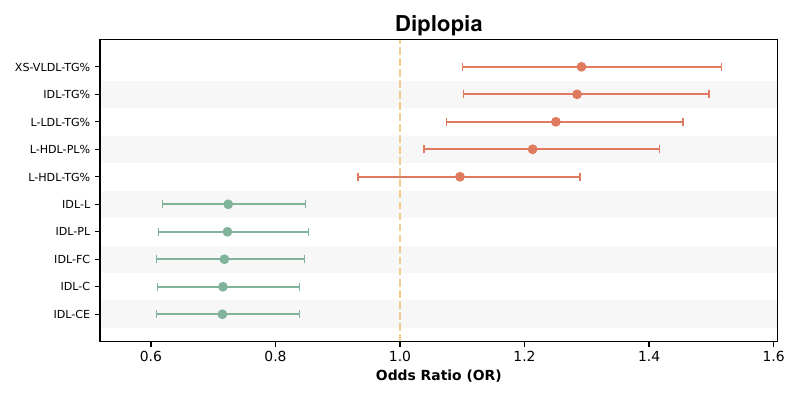 Diplopia
XS-VLDL-TG%
IDL-TG%
L-LDL-TG%
L-HDL-PL%
L-HDL-TG%
IDL-L
IDL-PL
IDL-FC
IDL-C
IDL-CE
0.6 0.8 1.0 1.2 1.4 1.6
Odds Ratio (OR)